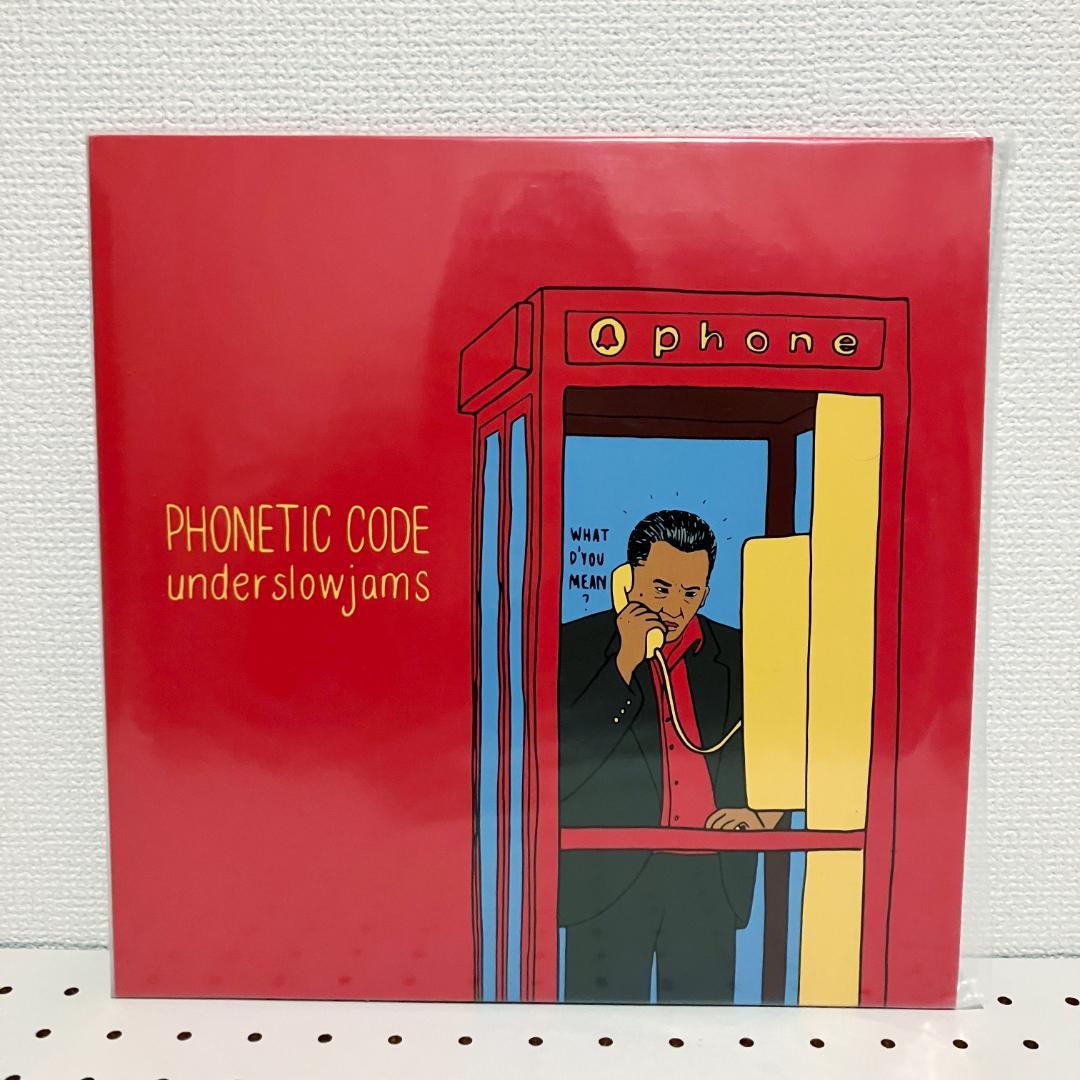 phone
PHONETIC CODE
underslowjams
WHAT
D'YOU
MEAN
?